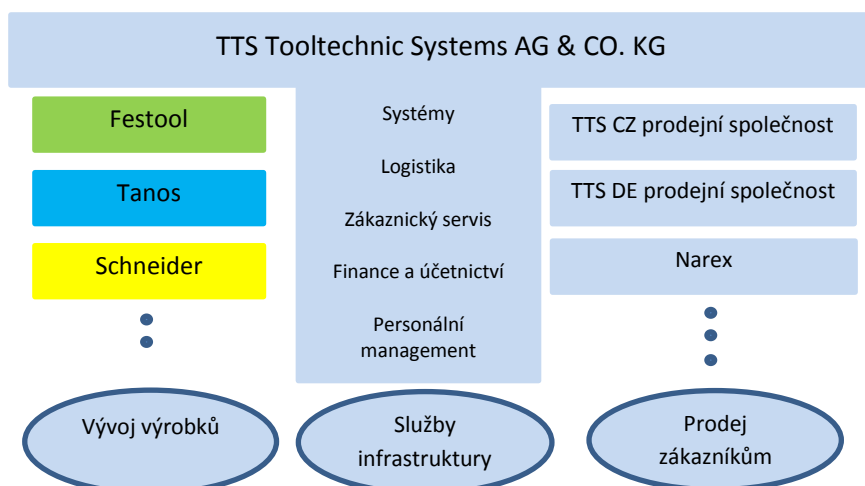 TTS Tooltechnic Systems AG & CO. KG
Festool
Tanos
Schneider
Vývoj výrobků
Systémy
Logistika
Zákaznický servis
Finance a účetnictví
Personální
management
Služby
infrastruktury
TTS CZ prodejní společnost
TTS DE prodejní společnost
Narex
Prodej
zákazníkům